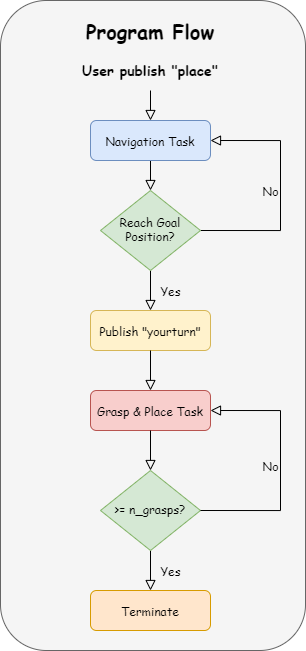 Program Flow
User publish "place"
Navigation Task
No
Reach Goal
Position?
Yes
Publish "yourturn"
Grasp & Place Task
No
>= n_grasps?
Yes
Terminate